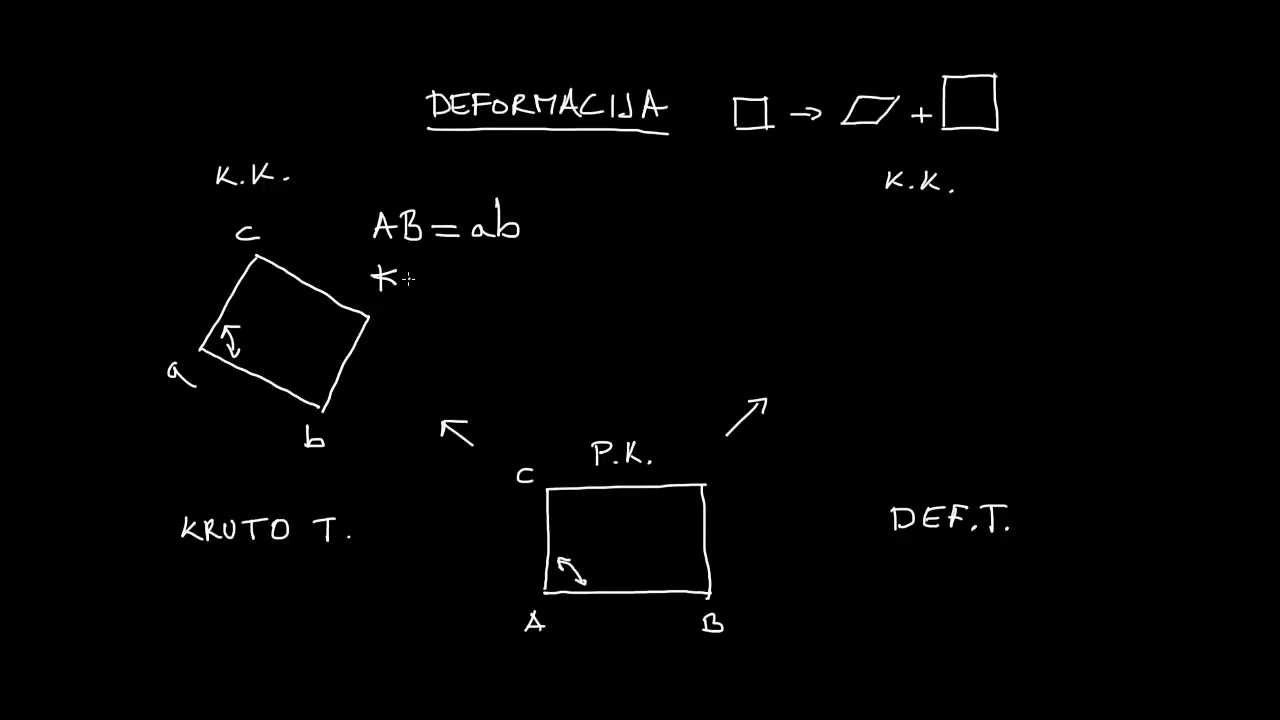 DEFORMACIJA → +
K.K.
K.K.
AB = ab
c
a
b
P.K.
C
KRUTO T.
DEF.T.
A
B